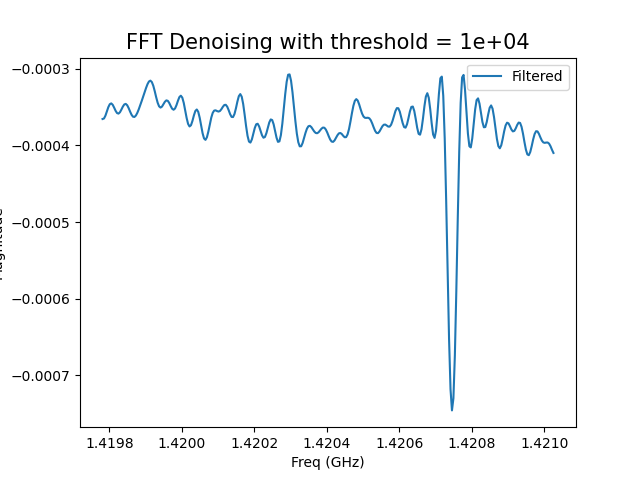 FFT Denoising with threshold = 1e+04
Filtered
−0.0003
−0.0004
−0.0005
−0.0006
−0.0007
1.4198 1.4200 1.4202 1.4204 1.4206 1.4208 1.4210
Freq (GHz)